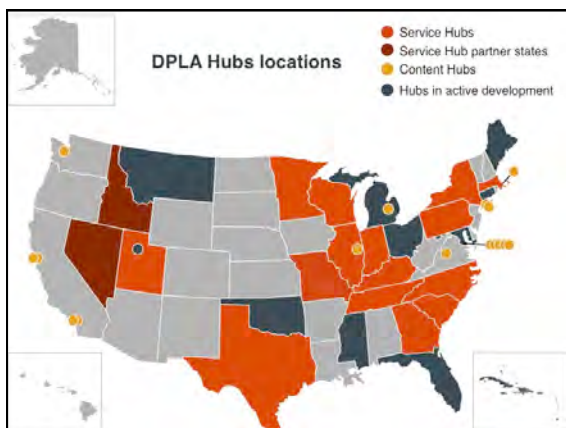 DPLA Hubs locations
Service Hubs
Service Hub partner states
Content Hubs
Hubs in active development